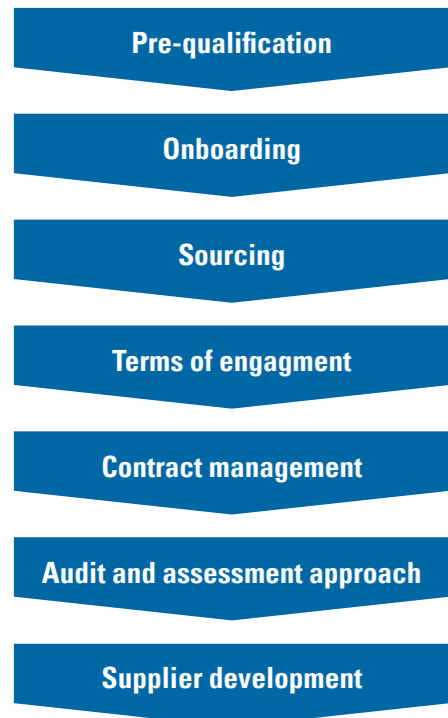 Pre-qualification
Onboarding
Sourcing
Terms of engagment
Contract management
Audit and assessment approach
Supplier development